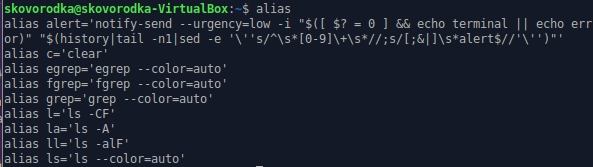 skovorodka@skovorodka-VirtualBox:~$ alias
alias alert='notify-send --urgency=low -i "$([ $? = 0 ] && echo terminal || echo err
or)" "$(history|tail -n1|sed -e '\''s/^\s*[0-9]\+\s*//;s/[;&|]\s*alert$//'\'')"'
alias c='clear'
alias egrep='egrep --color=auto'
alias fgrep='fgrep --color=auto'
alias grep='grep --color=auto'
alias l='ls -CF'
alias la='ls -A'
alias ll='ls -alF'
alias ls='ls --color=auto'